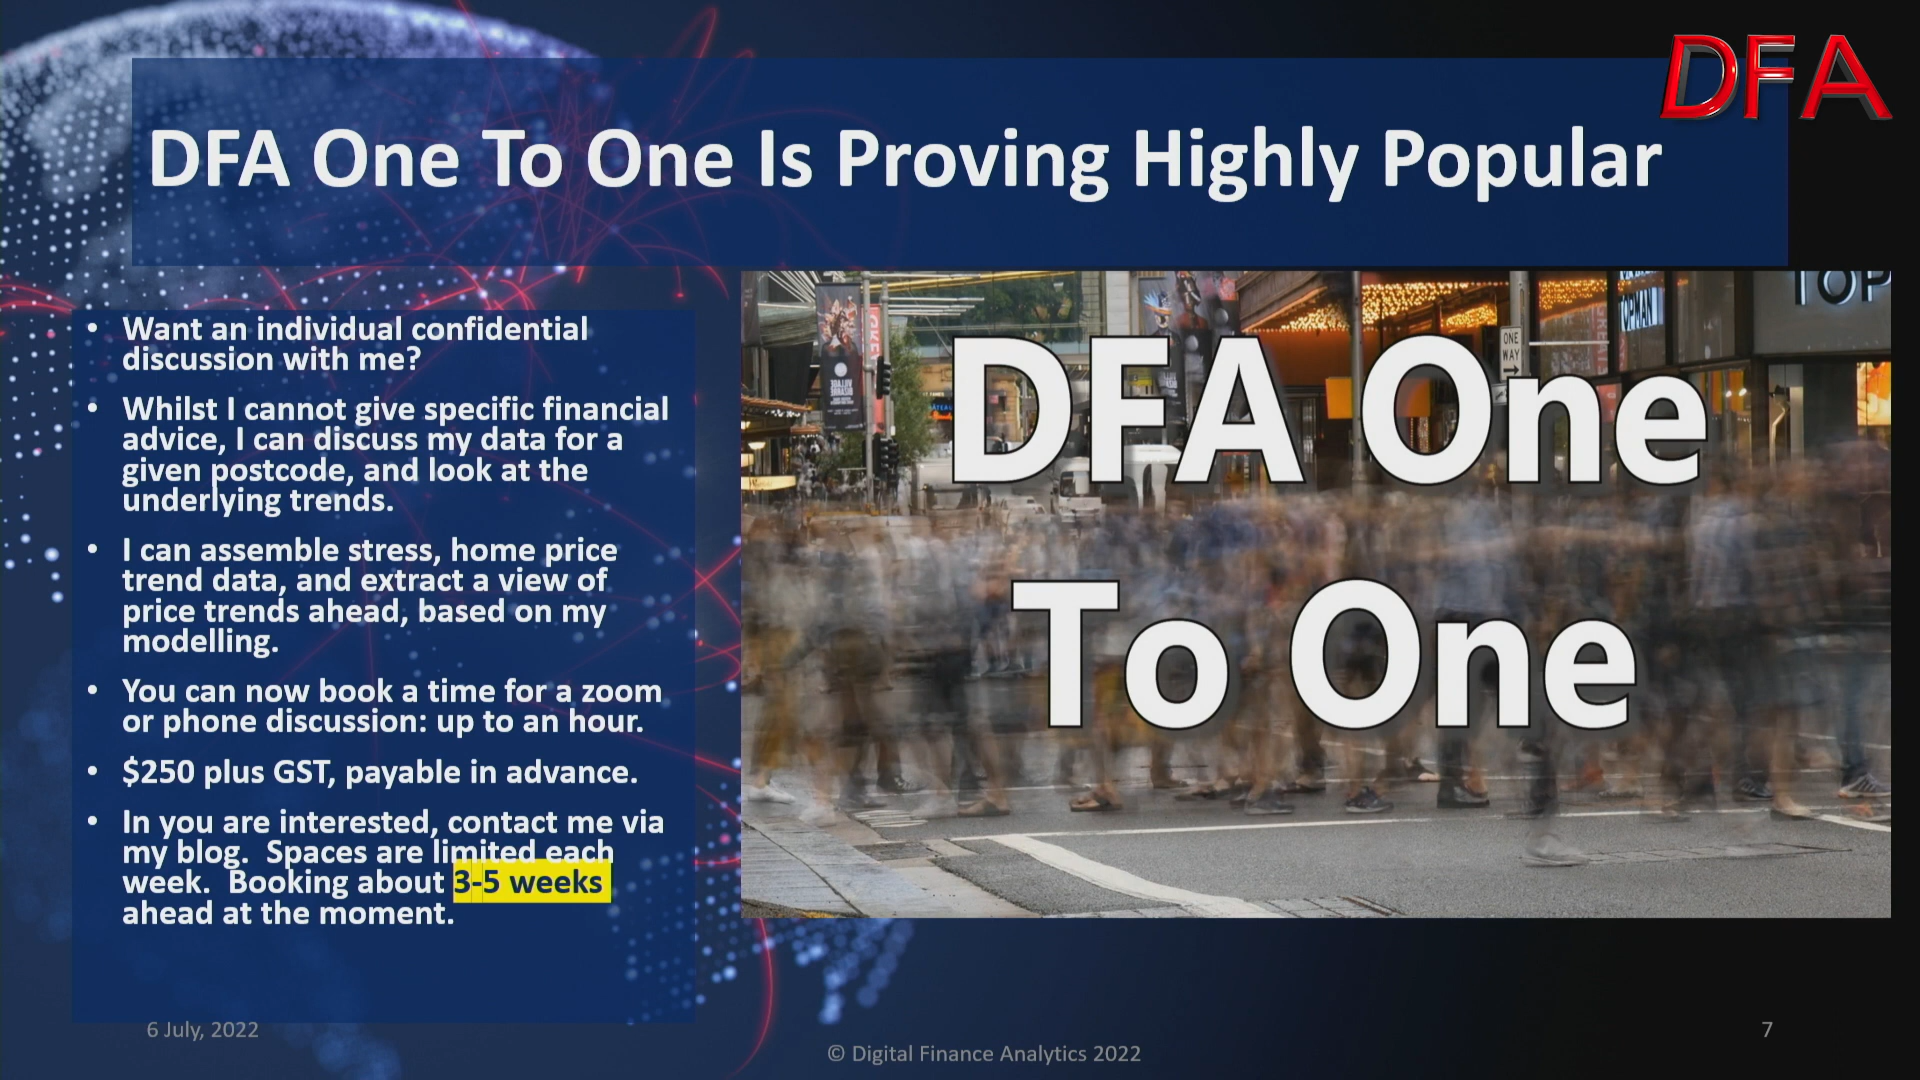 DFA
DFA One To One Is Proving Highly Popular
• Want an individual confidential
discussion with me?
• Whilst I cannot give specific financial
advice, I can discuss my data for a
given postcode, and look at the
underlying trends.
• I can assemble stress, home price
trend data, and extract a view of
price trends ahead, based on my
modelling.
• You can now book a time for a zoom
or phone discussion: up to an hour.
• $250 plus GST, payable in advance.
• In you are interested, contact me via
my blog.  Spaces are limited each
week.  Booking about 3-5 weeks
ahead at the moment.
TOP
TOPMAN
ONE
WAY
DFA One
To One
6 July, 2022
7
© Digital Finance Analytics 2022